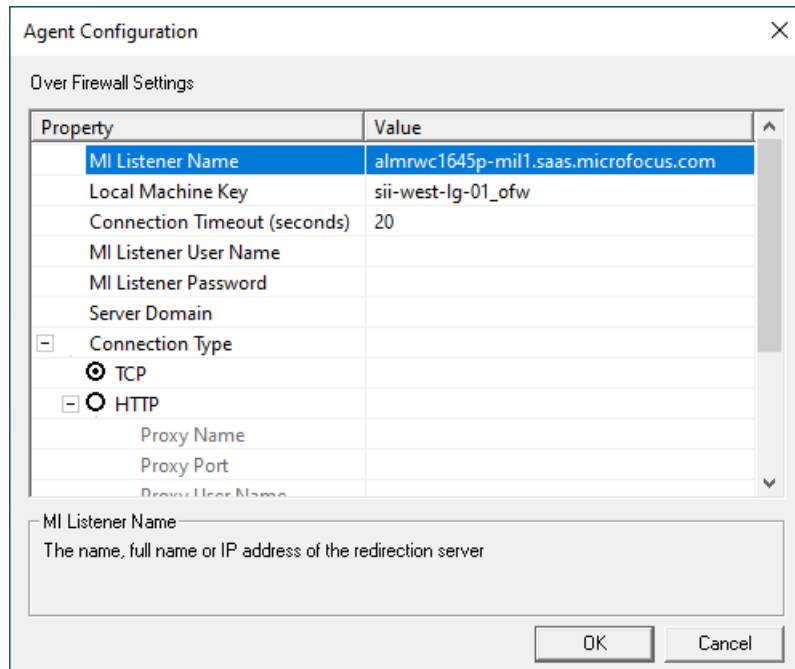 Agent Configuration
Over Firewall Settings
Property Value
MI Listener Name almrwc1645p-mil1.saas.microfocus.com
Local Machine Key sii-west-lg-01_ofw
Connection Timeout (seconds) 20
MI Listener User Name
MI Listener Password
Server Domain
Connection Type
TCP
HTTP
Proxy Name
Proxy Port
Proxy User Name
MI Listener Name
The name, full name or IP address of the redirection server
OK Cancel